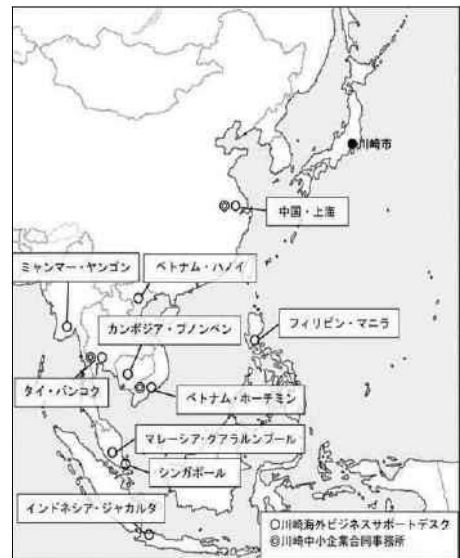 川崎市
中国・上海
ミャンマー・ヤンゴン
ベトナム・ハノイ
カンボジア・プノンペン
フィリピン・マニラ
タイ・バンコク
ベトナム・ホーチミン
マレーシア・クアラルンプール
シンガポール
インドネシア・ジャカルタ
○川崎海外ビジネスサポートデスク
◎川崎中小企業合同事務所